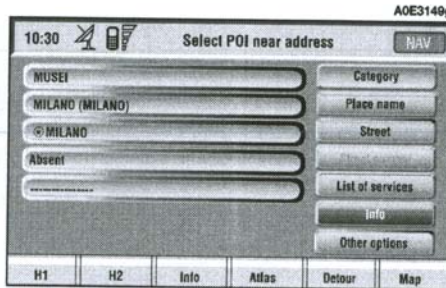 A0E3149
10:30 Select POI near address NAV
MUSEI
MILANO (MILANO)
MILANO
Absent
---------------
Category
Place name
Street
List of services
Info
Other options
H1 H2 Info Atlas Detour Map